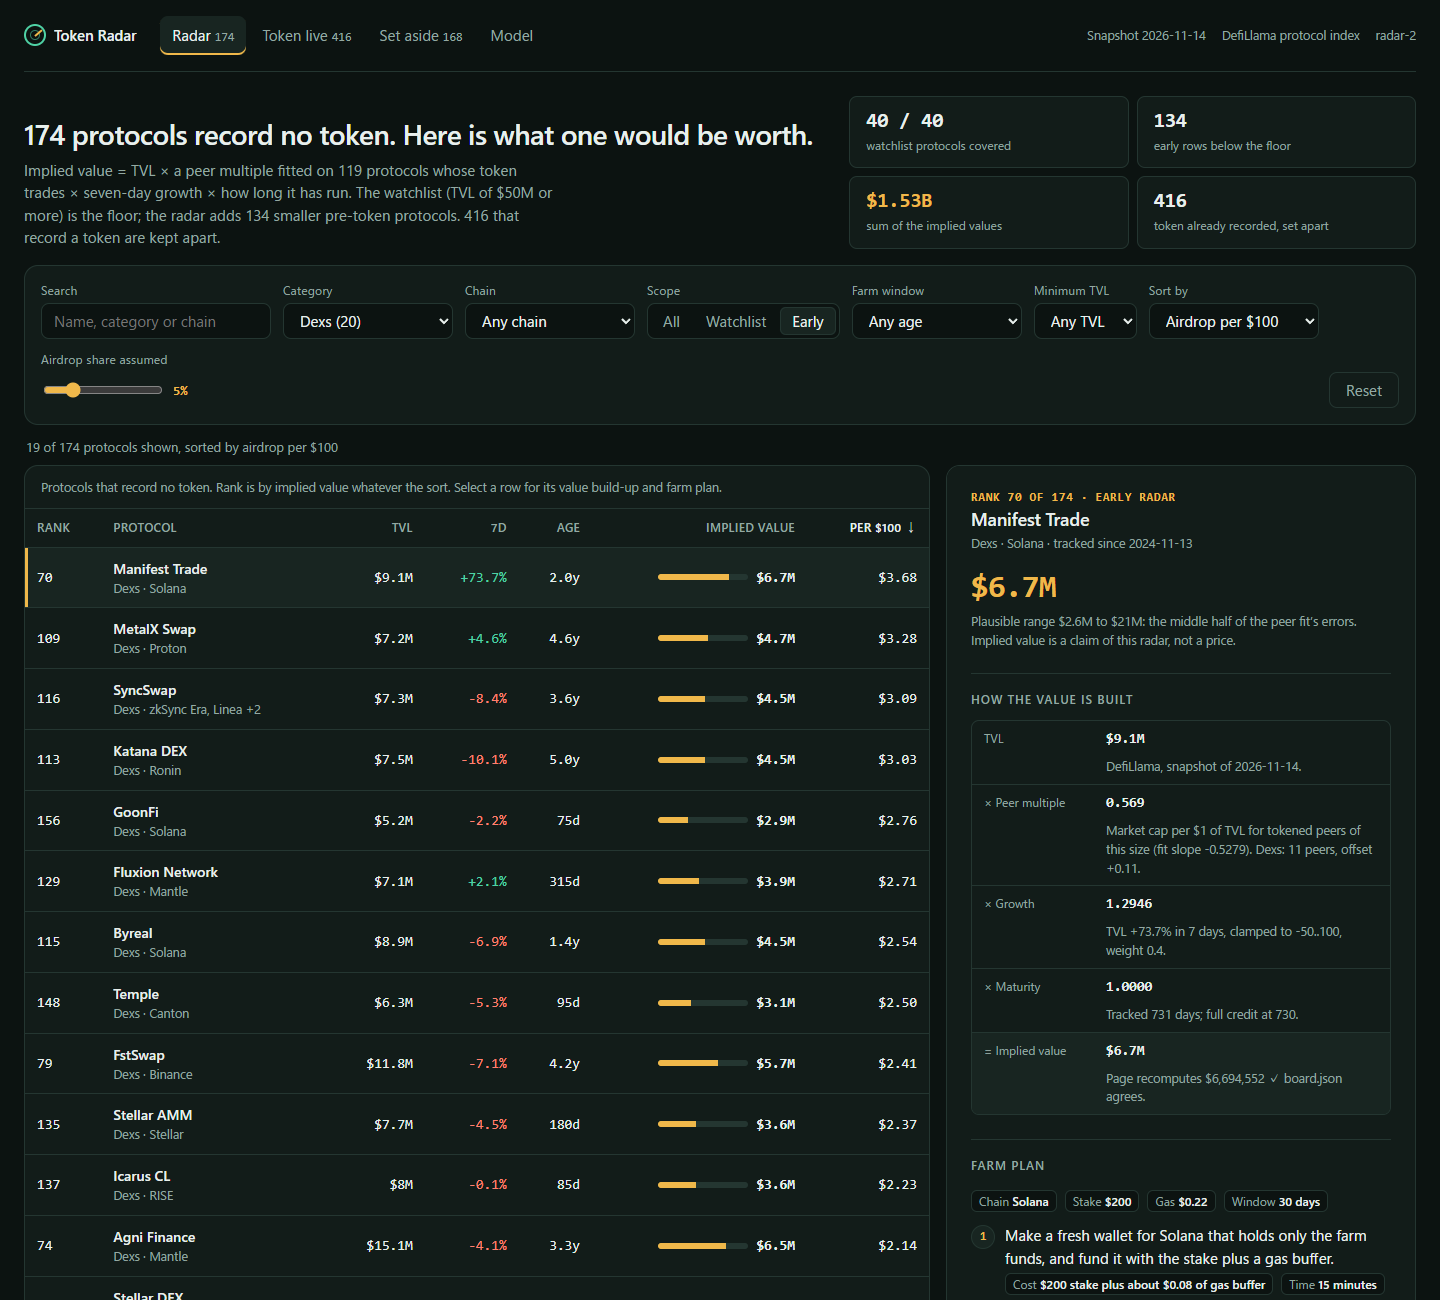 Token Radar
Radar 174
Token live 416
Set aside 168
Model
Snapshot 2026-11-14
DefiLlama protocol index
radar-2
174 protocols record no token. Here is what one would be worth.
Implied value = TVL × a peer multiple fitted on 119 protocols whose token
trades × seven-day growth × how long it has run. The watchlist (TVL of $50M or
more) is the floor; the radar adds 134 smaller pre-token protocols. 416 that
record a token are kept apart.
40 / 40
watchlist protocols covered
134
early rows below the floor
$1.53B
sum of the implied values
416
token already recorded, set apart
Search
Name, category or chain
Category
Dexs (20)
Chain
Any chain
Scope
All Watchlist Early
Farm window
Any age
Minimum TVL
Any TVL
Sort by
Airdrop per $100
Airdrop share assumed
5%
Reset
19 of 174 protocols shown, sorted by airdrop per $100
Protocols that record no token. Rank is by implied value whatever the sort. Select a row for its value build-up and farm plan.
RANK PROTOCOL TVL 7D AGE IMPLIED VALUE PER $100 ↓
70 Manifest Trade $9.1M +73.7% 2.0y $6.7M $3.68
Dexs · Solana
109 MetalX Swap $7.2M +4.6% 4.6y $4.7M $3.28
Dexs · Proton
116 SyncSwap $7.3M -8.4% 3.6y $4.5M $3.09
Dexs · zkSync Era, Linea +2
113 Katana DEX $7.5M -10.1% 5.0y $4.5M $3.03
Dexs · Ronin
156 GoonFi $5.2M -2.2% 75d $2.9M $2.76
Dexs · Solana
129 Fluxion Network $7.1M +2.1% 315d $3.9M $2.71
Dexs · Mantle
115 Byreal $8.9M -6.9% 1.4y $4.5M $2.54
Dexs · Solana
148 Temple $6.3M -5.3% 95d $3.1M $2.50
Dexs · Canton
79 FstSwap $11.8M -7.1% 4.2y $5.7M $2.41
Dexs · Binance
135 Stellar AMM $7.7M -4.5% 180d $3.6M $2.37
Dexs · Stellar
137 Icarus CL $8M -0.1% 85d $3.6M $2.23
Dexs · RISE
74 Agni Finance $15.1M -4.1% 3.3y $6.5M $2.14
Dexs · Mantle
Stellar DEX
RANK 70 OF 174 · EARLY RADAR
Manifest Trade
Dexs · Solana · tracked since 2024-11-13
$6.7M
Plausible range $2.6M to $21M: the middle half of the peer fit's errors.
Implied value is a claim of this radar, not a price.
HOW THE VALUE IS BUILT
TVL $9.1M
DefiLlama, snapshot of 2026-11-14.
× Peer multiple 0.569
Market cap per $1 of TVL for tokened peers of
this size (fit slope -0.5279). Dexs: 11 peers, offset
+0.11.
× Growth 1.2946
TVL +73.7% in 7 days, clamped to -50..100,
weight 0.4.
× Maturity 1.0000
Tracked 731 days; full credit at 730.
= Implied value $6.7M
Page recomputes $6,694,552 ✓ board.json
agrees.
FARM PLAN
Chain Solana
Stake $200
Gas $0.22
Window 30 days
1 Make a fresh wallet for Solana that holds only the farm
funds, and fund it with the stake plus a gas buffer.
Cost $200 stake plus about $0.08 of gas buffer
Time 15 minutes